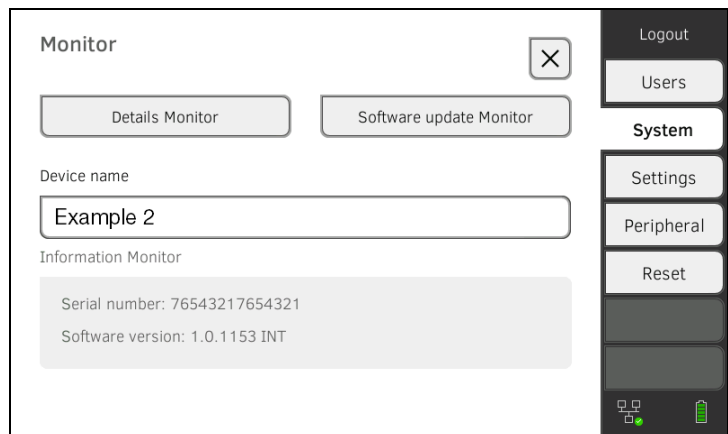 Monitor
Details Monitor
Software update Monitor
Device name
Example 2
Information Monitor
Serial number: 76543217654321
Software version: 1.0.1153 INT
Logout
Users
System
Settings
Peripheral
Reset